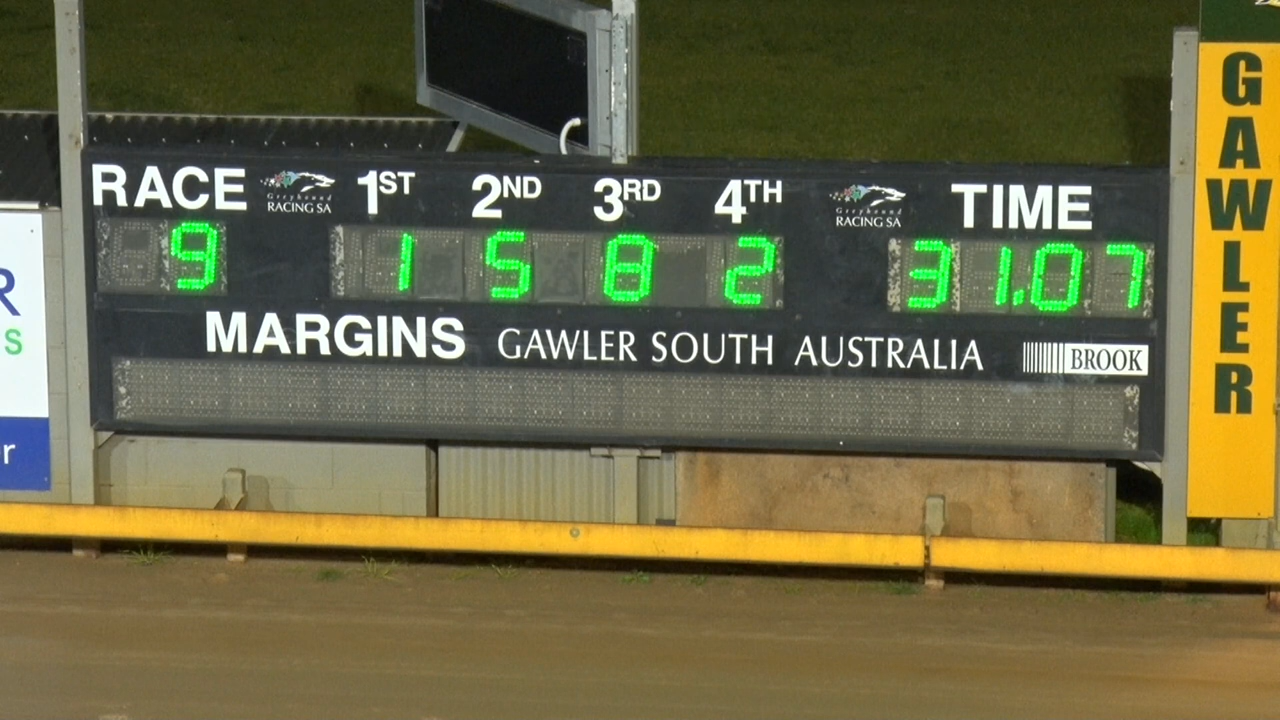 RACE Greyhound RACING SA 1ST 2ND 3RD 4TH Greyhound RACING SA TIME
9 1 5 8 2 31.07
MARGINS GAWLER SOUTH AUSTRALIA BROOK
GAWLER
R
S
r